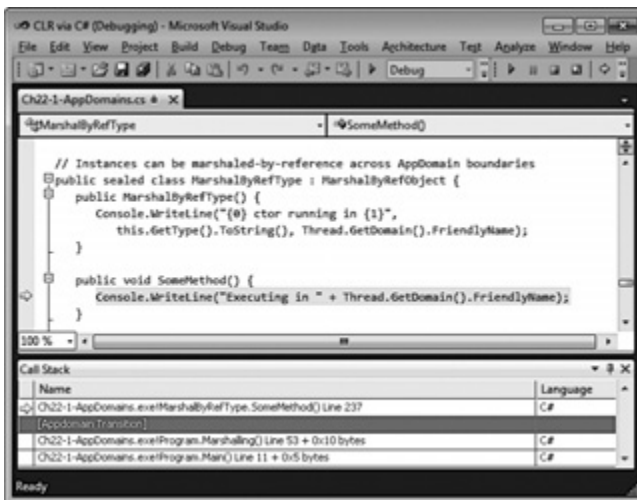 CLR via C# (Debugging) - Microsoft Visual Studio
File Edit View Project Build Debug Team Data Tools Architecture Test Analyze Window Help
Debug
Ch22-1-AppDomains.cs
MarshalByRefType
SomeMethod()
// Instances can be marshaled-by-reference across AppDomain boundaries
public sealed class MarshalByRefType : MarshalByRefObject {
public MarshalByRefType() {
Console.WriteLine("{0} ctor running in {1}",
this.GetType().ToString(), Thread.GetDomain().FriendlyName);
}
public void SomeMethod() {
Console.WriteLine("Executing in " + Thread.GetDomain().FriendlyName);
}
100 %
Call Stack
Name Language
Ch22-1-AppDomains.exe!MarshalByRefType.SomeMethod() Line 237 C#
[Appdomain Transition]
Ch22-1-AppDomains.exe!Program.Marshalling() Line 53 + 0x10 bytes C#
Ch22-1-AppDomains.exe!Program.Main() Line 11 + 0x5 bytes C#
Ready